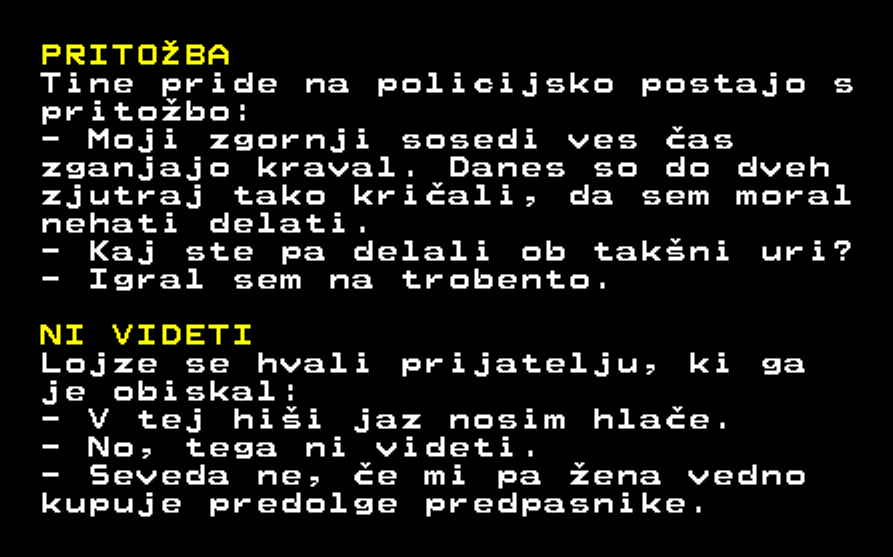 PRITOŽBA
Tine pride na policijsko postajo s
pritožbo:
- Moji zgornji sosedi ves čas
zganjajo kraval. Danes so do dveh
zjutraj tako kričali, da sem moral
nehati delati.
- Kaj ste pa delali ob takšni uri?
- Igral sem na trobento.
NI VIDETI
Lojze se hvali prijatelju, ki ga
je obiskal:
- V tej hiši jaz nosim hlače.
- No, tega ni videti.
- Seveda ne, če mi pa žena vedno
kupuje predolge predpasnike.